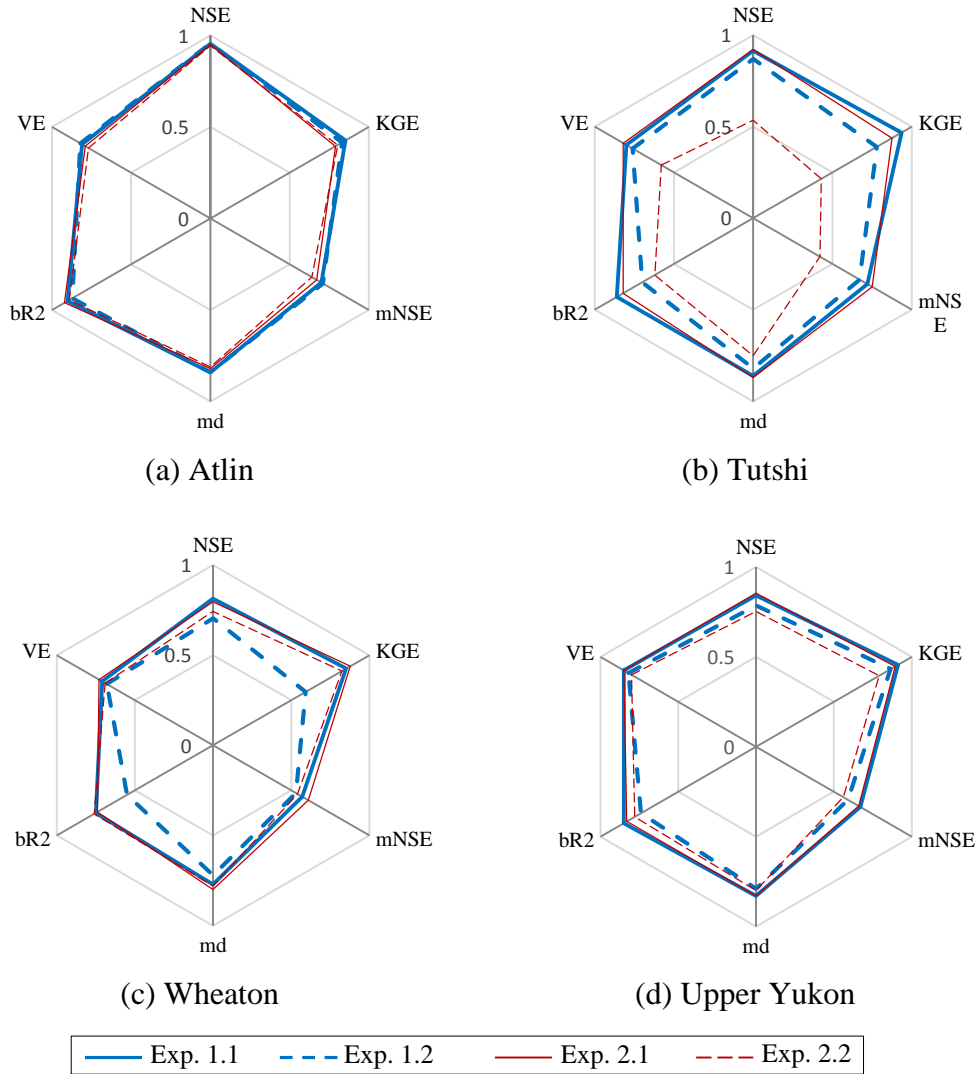 NSE
1
VE
KGE
0.5
0
bR2
mNSE
md
(a) Atlin
NSE
1
VE
KGE
0.5
0
bR2
mNS
E
md
(b) Tutshi
NSE
1
VE
KGE
0.5
0
bR2
mNSE
md
(c) Wheaton
NSE
1
VE
KGE
0.5
0
bR2
mNSE
md
(d) Upper Yukon
Exp. 1.1 Exp. 1.2 Exp. 2.1 Exp. 2.2